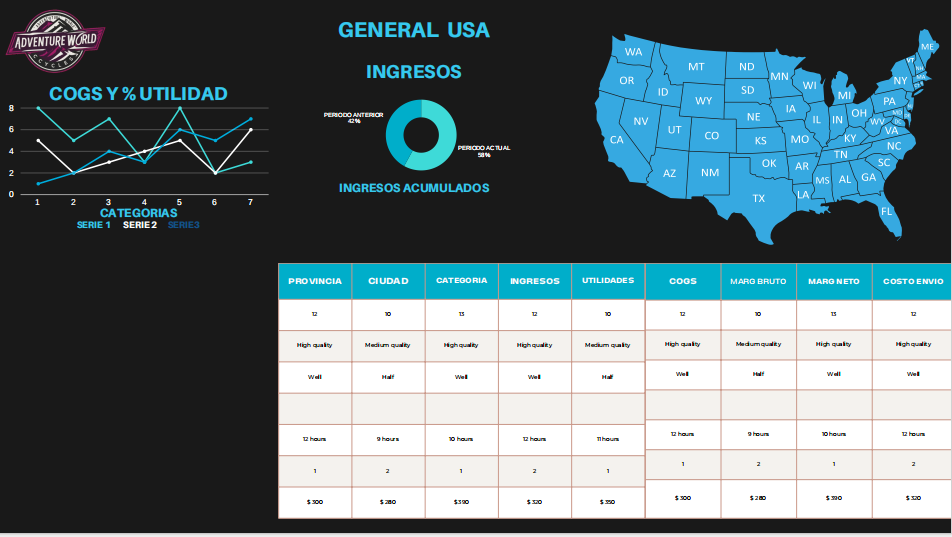 ADVENTURE WORLD
CYCLES
GENERAL USA
INGRESOS
COGS Y % UTILIDAD
8
6
4
2
0
1 2 3 4 5 6 7
CATEGORIAS
SERIE 1 SERIE 2 SERIE3
PERIODO ANTERIOR
42%
PERIODO ACTUAL
58%
INGRESOS ACUMULADOS
WA
OR
CA
NV
ID
MT
WY
UT
AZ
CO
NM
ND
SD
NE
KS
OK
TX
MN
IA
MO
AR
LA
WI
IL
MI
IN
OH
KY
TN
MS
AL
GA
FL
SC
NC
VA
WV
PA
NY
ME
VT
NH
MA
PROVINCIA CIUDAD CATEGORIA INGRESOS UTILIDADES COGS MARG BRUTO MARG NETO COSTO ENVIO
12 10 13 12 10 12 10 13 12
High quality Medium quality High quality High quality Medium quality High quality Medium quality High quality High quality
Well Half Well Well Half Well Half Well Well
12 hours 9 hours 10 hours 12 hours 11 hours 12 hours 9 hours 10 hours 12 hours
1 2 1 2 1 1 2 1 2
$300 $280 $390 $320 $350 $300 $280 $390 $320